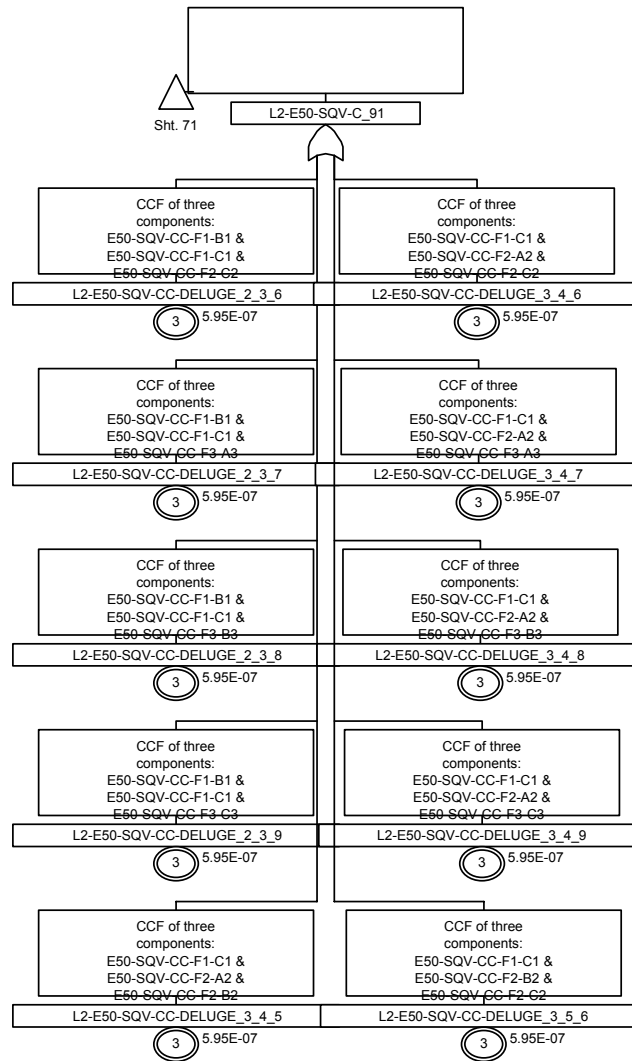 L2-E50-SQV-C_91
Sht. 71
CCF of three
components:
E50-SQV-CC-F1-B1 &
E50-SQV-CC-F1-C1 &
E50-SQV-CC-F2-C2
L2-E50-SQV-CC-DELUGE_2_3_6
3
5.95E-07
CCF of three
components:
E50-SQV-CC-F1-C1 &
E50-SQV-CC-F2-A2 &
E50-SQV-CC-F2-C2
L2-E50-SQV-CC-DELUGE_3_4_6
3
5.95E-07
CCF of three
components:
E50-SQV-CC-F1-B1 &
E50-SQV-CC-F1-C1 &
E50-SQV-CC-F3-A3
L2-E50-SQV-CC-DELUGE_2_3_7
3
5.95E-07
CCF of three
components:
E50-SQV-CC-F1-C1 &
E50-SQV-CC-F2-A2 &
E50-SQV-CC-F3-A3
L2-E50-SQV-CC-DELUGE_3_4_7
3
5.95E-07
CCF of three
components:
E50-SQV-CC-F1-B1 &
E50-SQV-CC-F1-C1 &
E50-SQV-CC-F3-B3
L2-E50-SQV-CC-DELUGE_2_3_8
3
5.95E-07
CCF of three
components:
E50-SQV-CC-F1-C1 &
E50-SQV-CC-F2-A2 &
E50-SQV-CC-F3-B3
L2-E50-SQV-CC-DELUGE_3_4_8
3
5.95E-07
CCF of three
components:
E50-SQV-CC-F1-B1 &
E50-SQV-CC-F1-C1 &
E50-SQV-CC-F3-C3
L2-E50-SQV-CC-DELUGE_2_3_9
3
5.95E-07
CCF of three
components:
E50-SQV-CC-F1-C1 &
E50-SQV-CC-F2-A2 &
E50-SQV-CC-F3-C3
L2-E50-SQV-CC-DELUGE_3_4_9
3
5.95E-07
CCF of three
components:
E50-SQV-CC-F1-C1 &
E50-SQV-CC-F2-A2 &
E50-SQV-CC-F2-B2
L2-E50-SQV-CC-DELUGE_3_4_5
3
5.95E-07
CCF of three
components:
E50-SQV-CC-F1-C1 &
E50-SQV-CC-F2-B2 &
E50-SQV-CC-F2-C2
L2-E50-SQV-CC-DELUGE_3_5_6
3
5.95E-07